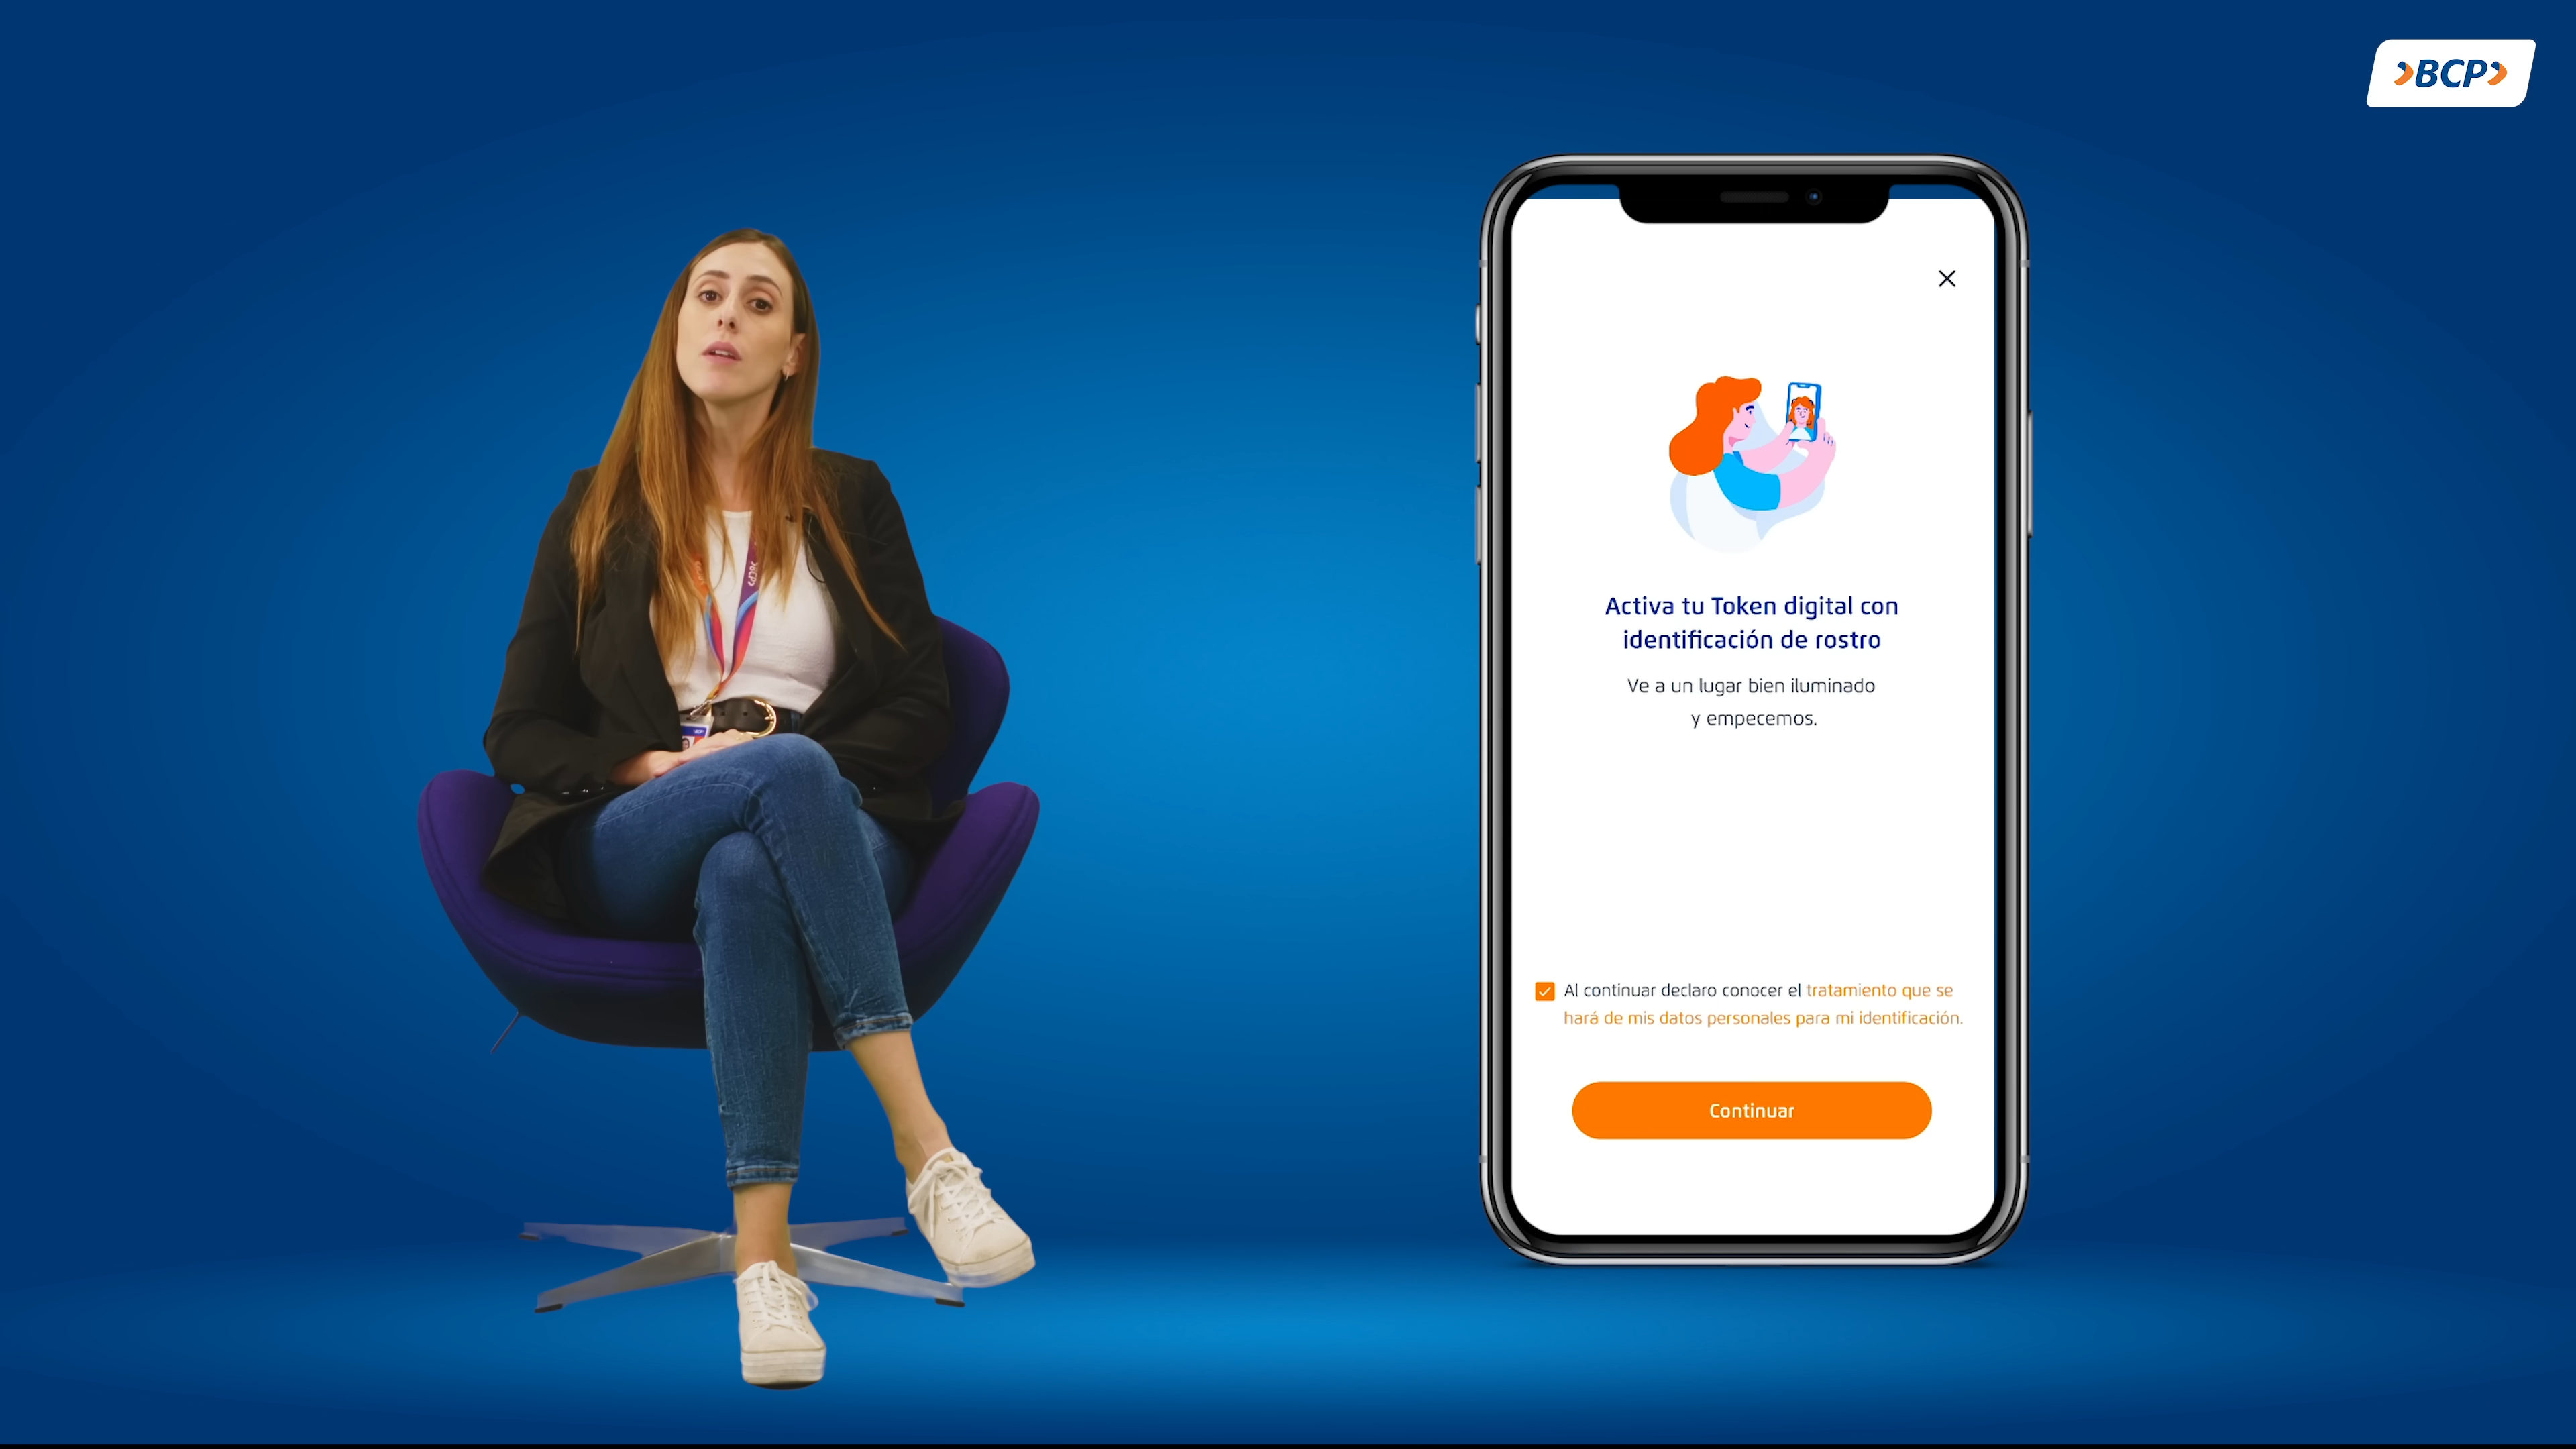 BCP
Activa tu Token digital con
identificación de rostro
Ve a un lugar bien iluminado
y empecemos.
Al continuar declaro conocer el tratamiento que se
hará de mis datos personales para mi identificación.
Continuar